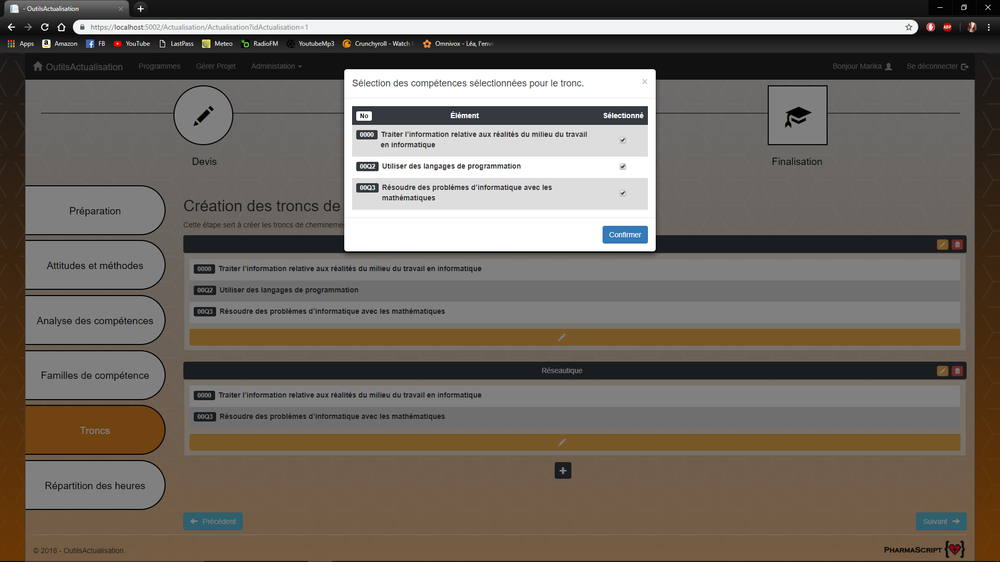 - OutilsActualisation
https://localhost:5002/Actualisation/Actualisation?idActualisation=1
Apps
Amazon
FB
YouTube
LastPass
Meteo
RadioFM
YoutubeMp3
Crunchyroll - Watch
Omnivox - Léa, l'envi
ABP
OutilsActualisation
Programmes
Gérer Projet
Administation
Bonjour Marika
Se déconnecter
Sélection des compétences sélectionnées pour le tronc.
×
No Élément Sélectionné
0000 Traiter l’information relative aux réalités du milieu du travail
en informatique
00Q2 Utiliser des langages de programmation
00Q3 Résoudre des problèmes d’informatique avec les
mathématiques
Confirmer
Devis
Finalisation
Préparation
Attitudes et méthodes
Analyse des compétences
Familles de compétence
Troncs
Répartition des heures
Création des troncs de
Cette étape sert à créer les troncs de cheminemen
0000 Traiter l’information relative aux réalités du milieu du travail en informatique
00Q2 Utiliser des langages de programmation
00Q3 Résoudre des problèmes d’informatique avec les mathématiques
Réseautique
0000 Traiter l’information relative aux réalités du milieu du travail en informatique
00Q3 Résoudre des problèmes d’informatique avec les mathématiques
Précédent
Suivant
© 2018 - OutilsActualisation
PHARMASCRIPT